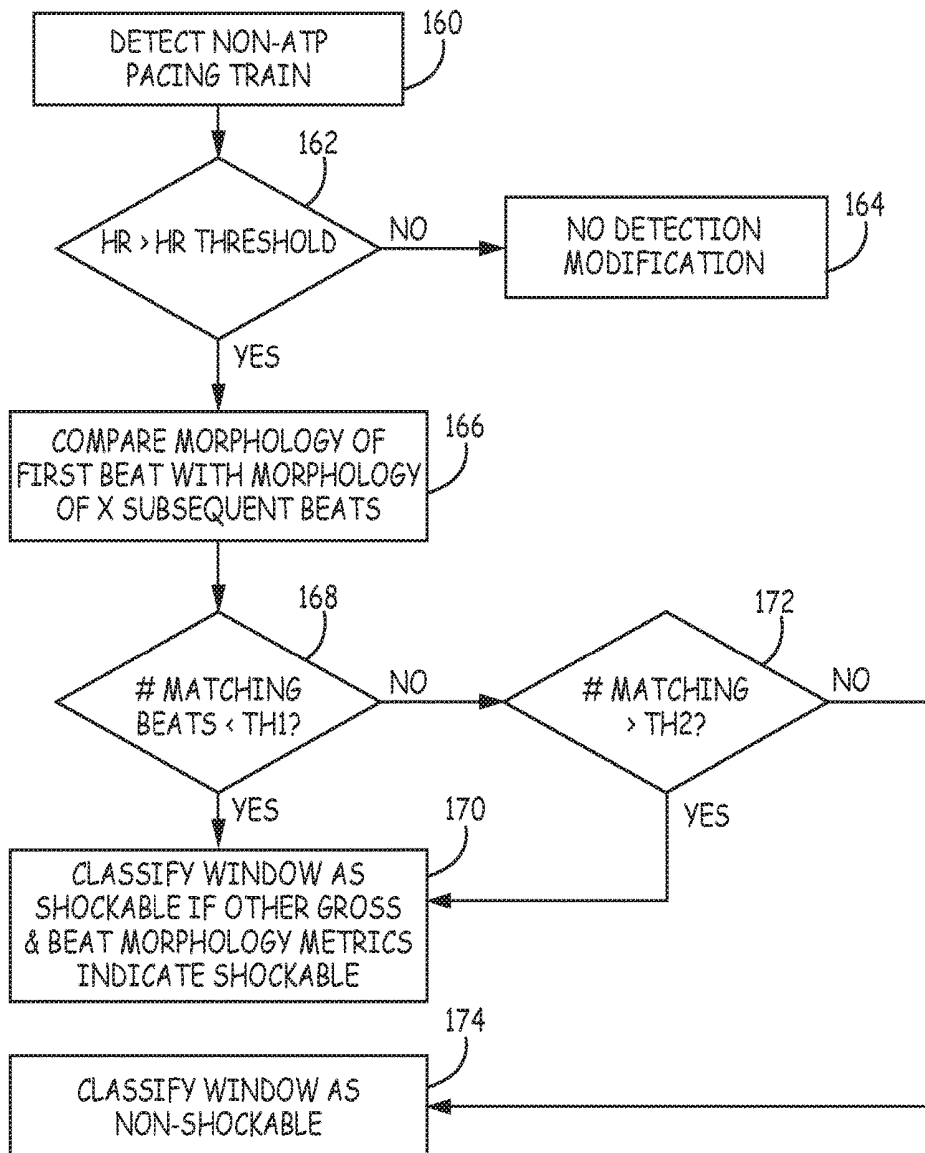 DETECT NON-ATP
PACING TRAIN
160
162
HR > HR THRESHOLD
NO
NO DETECTION
MODIFICATION
164
YES
COMPARE MORPHOLOGY OF
FIRST BEAT WITH MORPHOLOGY
OF X SUBSEQUENT BEATS
166
168
# MATCHING
BEATS < TH1?
NO
172
# MATCHING
> TH2?
NO
YES
YES
170
CLASSIFY WINDOW AS
SHOCKABLE IF OTHER GROSS
& BEAT MORPHOLOGY METRICS
INDICATE SHOCKABLE
174
CLASSIFY WINDOW AS
NON-SHOCKABLE